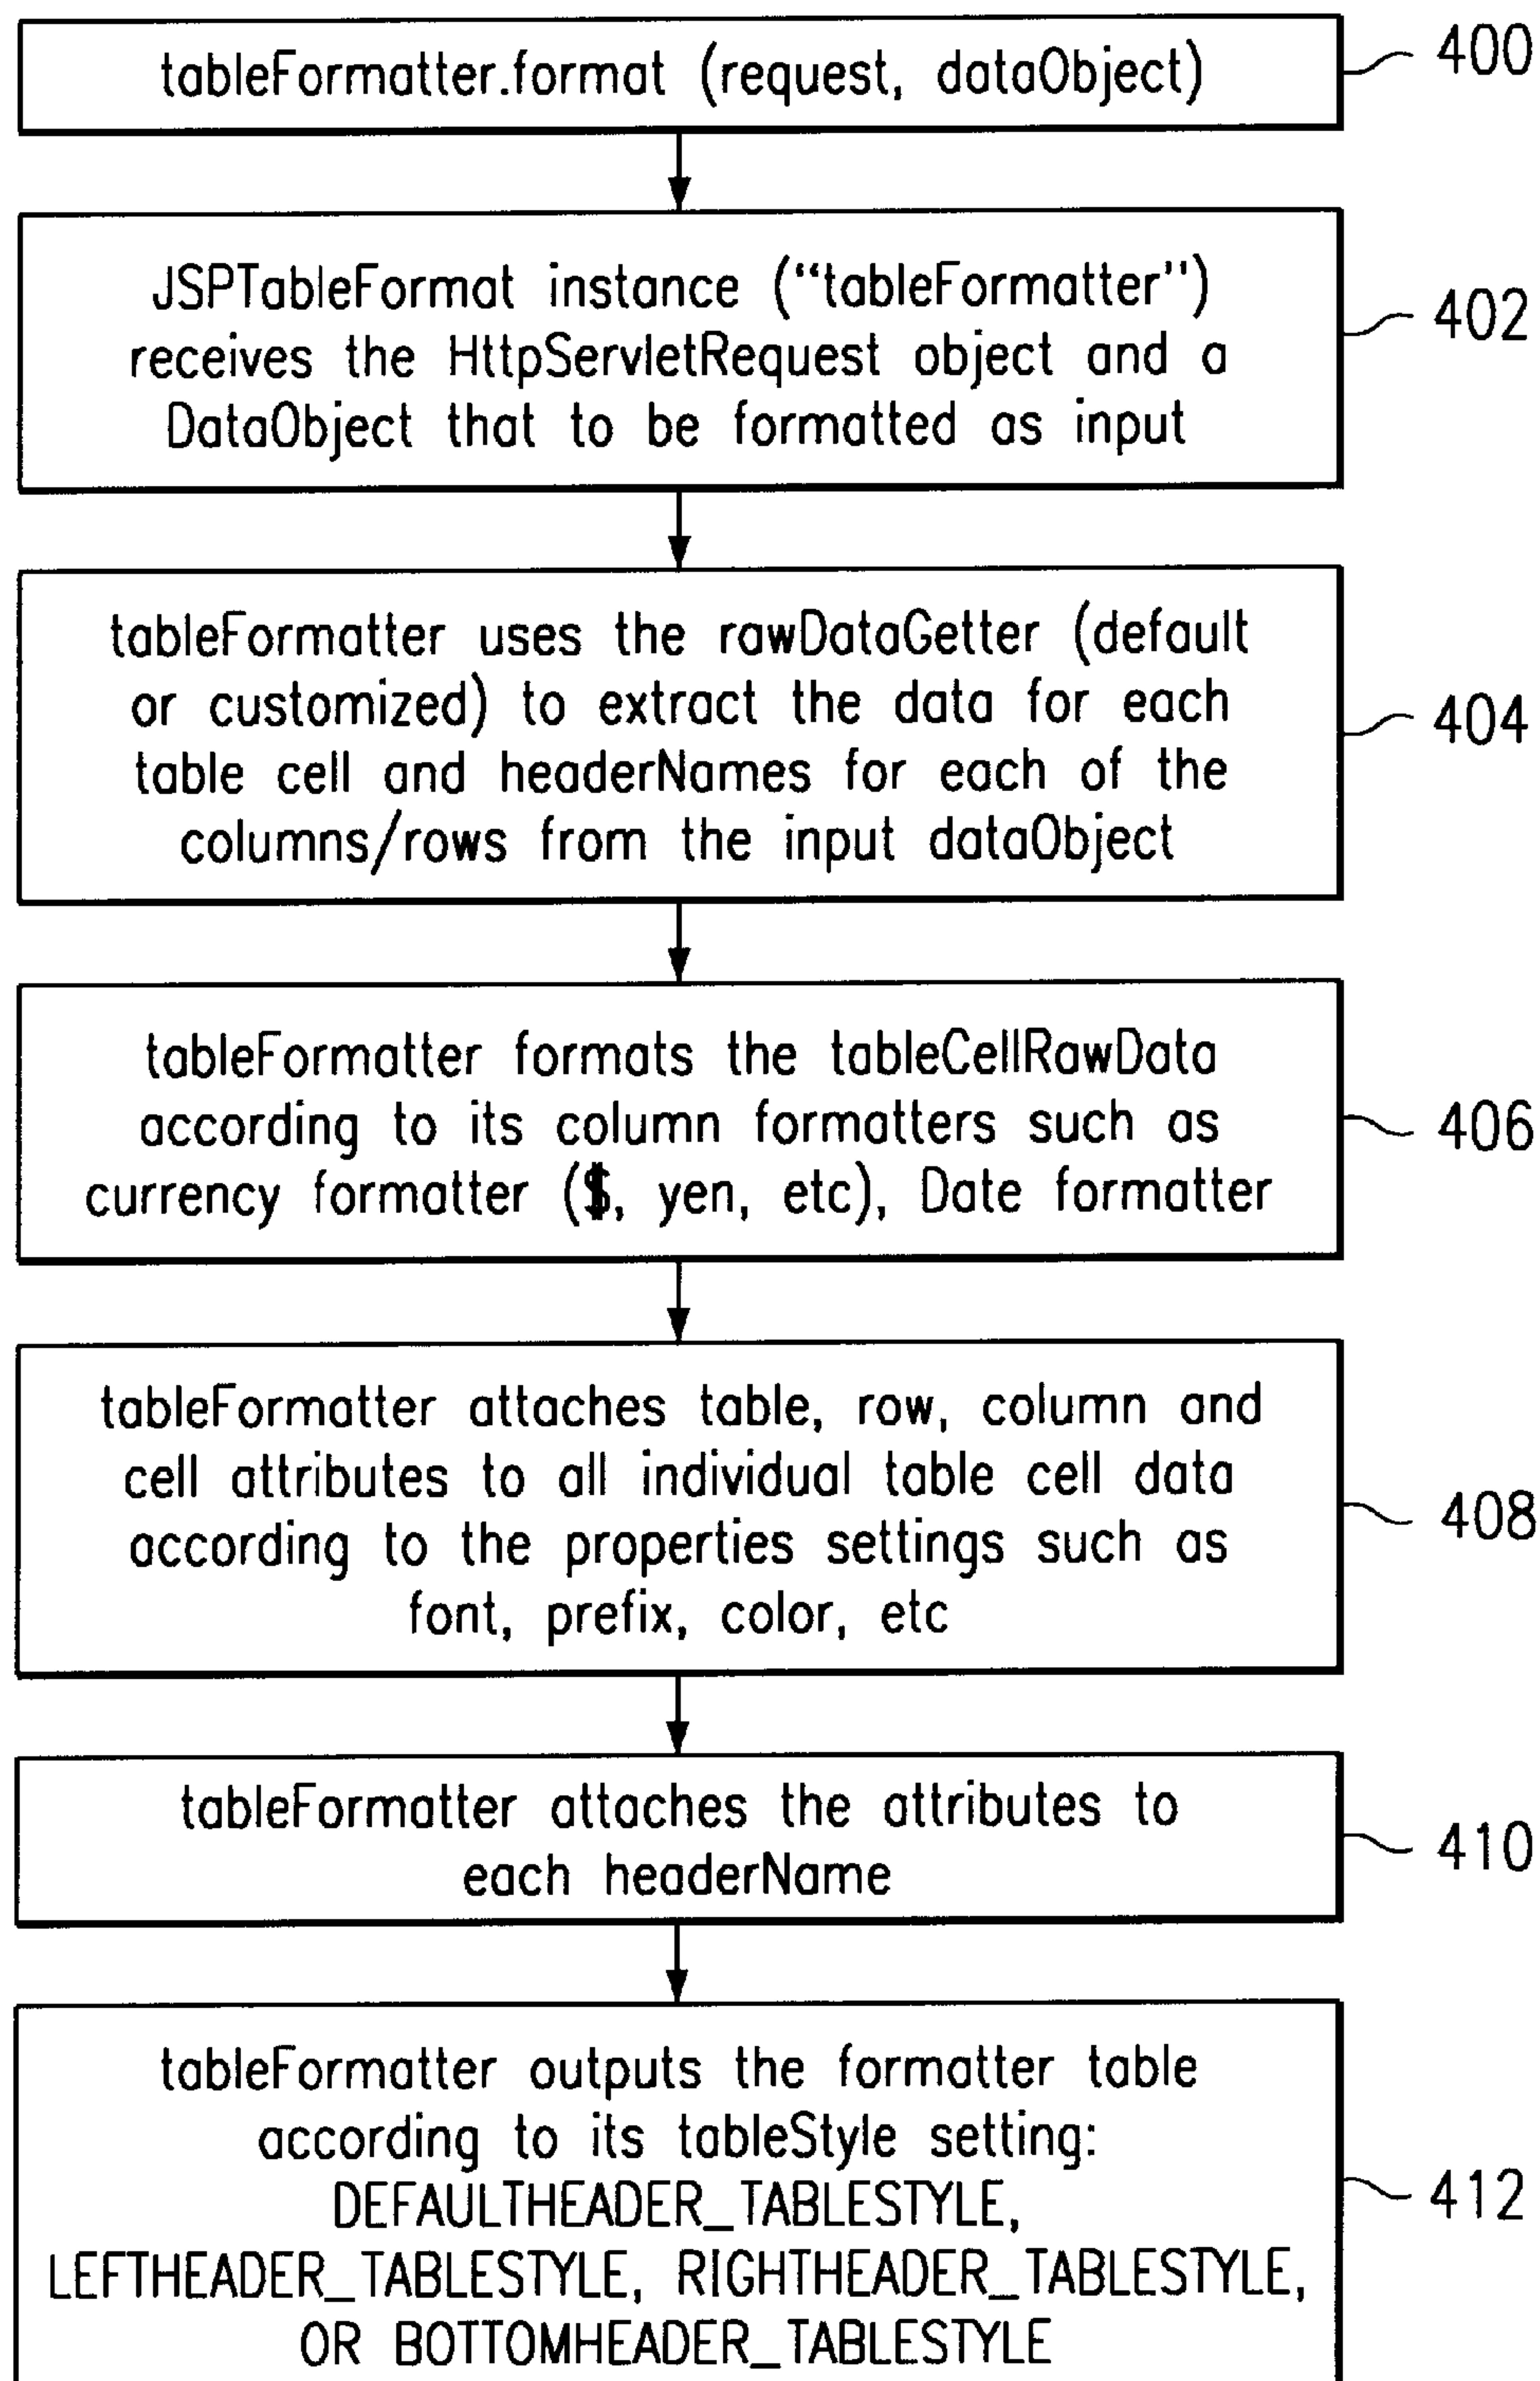 tableFormatter.format (request, dataObject)
400
JSPTableFormat instance ("tableFormatter")
receives the HttpServletRequest object and a
DataObject that to be formatted as input
402
tableFormatter uses the rawDataGetter (default
or customized) to extract the data for each
table cell and headerNames for each of the
columns/rows from the input dataObject
404
tableFormatter formats the tableCellRawData
according to its column formatters such as
currency formatter ($, yen, etc), Date formatter
406
tableFormatter attaches table, row, column and
cell attributes to all individual table cell data
according to the properties settings such as
font, prefix, color, etc
408
tableFormatter attaches the attributes to
each headerName
410
tableFormatter outputs the formatter table
according to its tableStyle setting:
DEFAULTHEADER_TABLESTYLE,
LEFTHEADER_TABLESTYLE, RIGHTHEADER_TABLESTYLE,
OR BOTTOMHEADER_TABLESTYLE
412